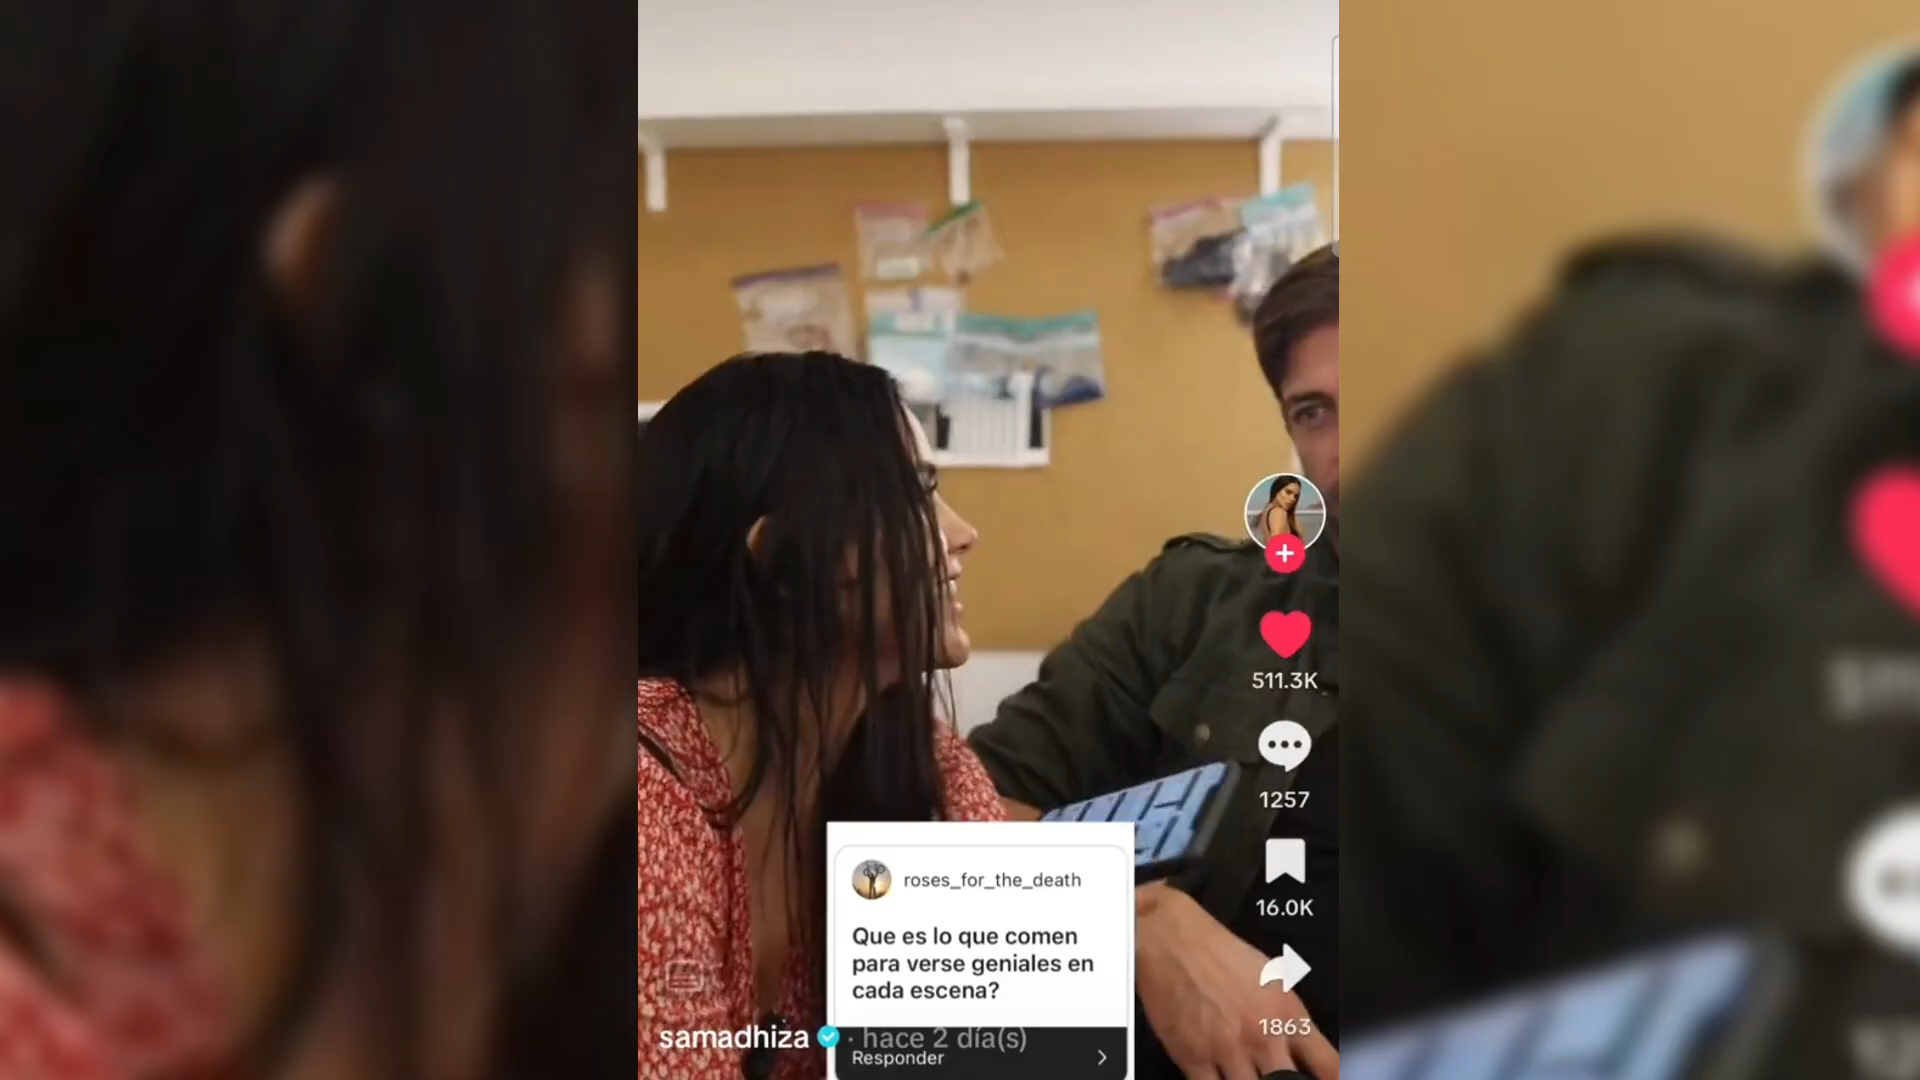 511.3K
1257
16.0K
1863
roses_for_the_death
Que es lo que comen
para verse geniales en
cada escena?
samadhiza · hace 2 día(s)
Responder